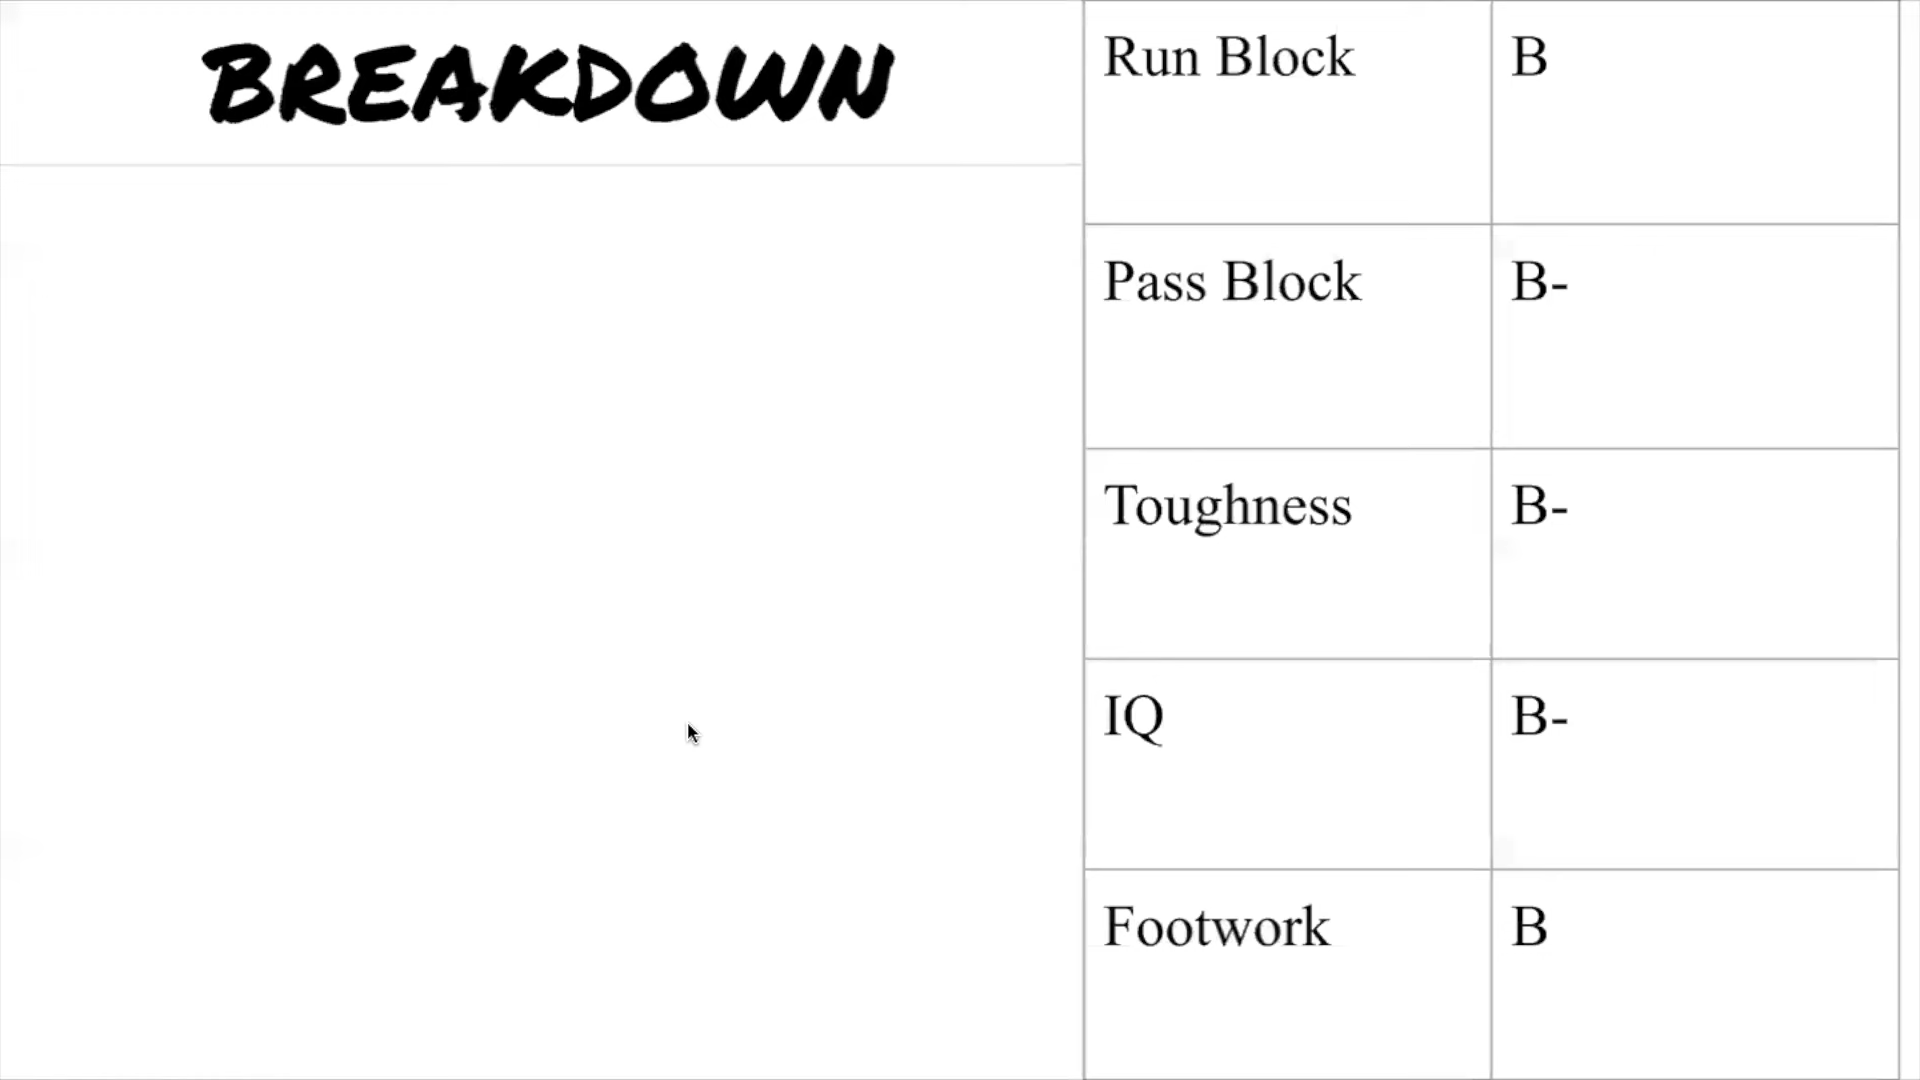 BREAKDOWN
Run Block B
Pass Block B-
Toughness B-
IQ B-
Footwork B